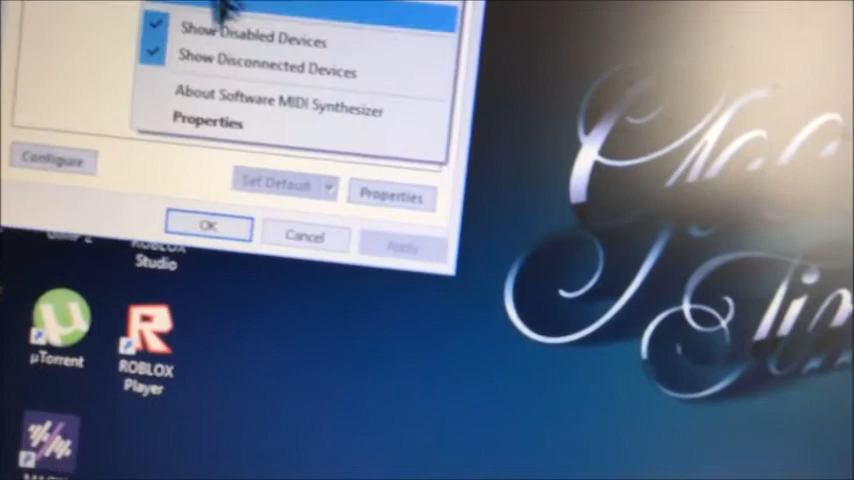 Show Disabled Devices
Show Disconnected Devices
About Software MIDI Synthesizer
Properties
Configure
Set Default
Properties
OK
Cancel
Apply
ROBLOX
Studio
µTorrent
ROBLOX
Player